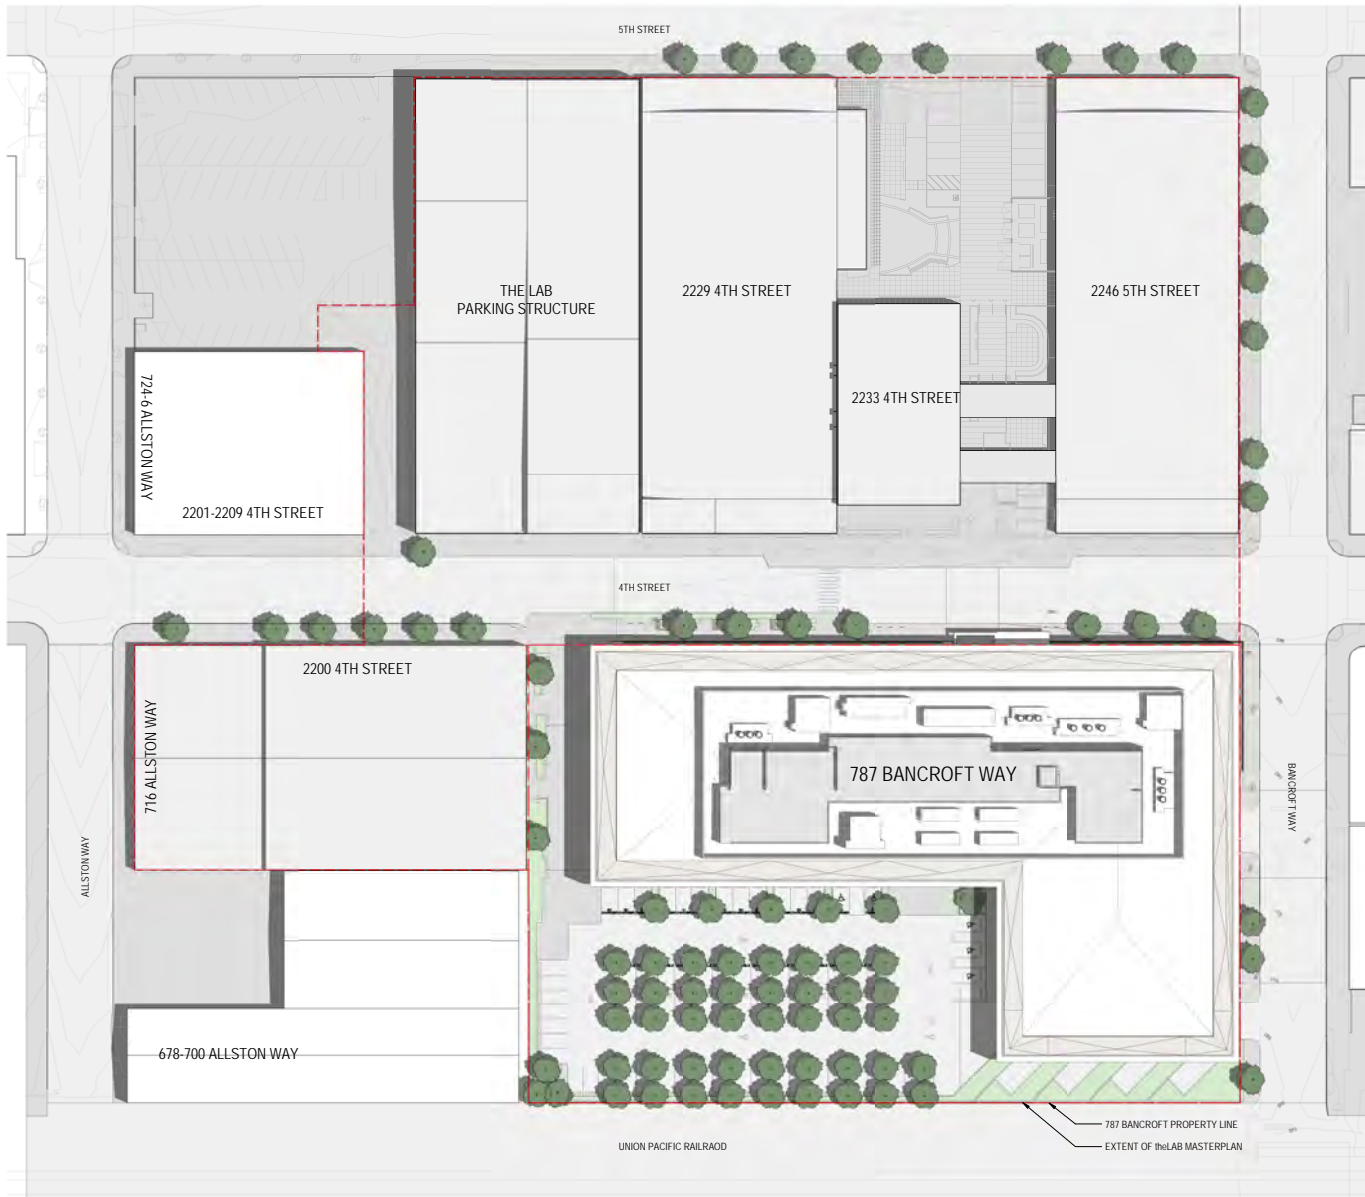 5TH STREET
THE LAB
PARKING STRUCTURE
2229 4TH STREET
2246 5TH STREET
724-6 ALLSTON WAY
2233 4TH STREET
2201-2209 4TH STREET
4TH STREET
2200 4TH STREET
716 ALLSTON WAY
787 BANCROFT WAY
BANCROFT WAY
ALLSTON WAY
678-700 ALLSTON WAY
787 BANCROFT PROPERTY LINE
UNION PACIFIC RAILRAOD
EXTENT OF theLAB MASTERPLAN